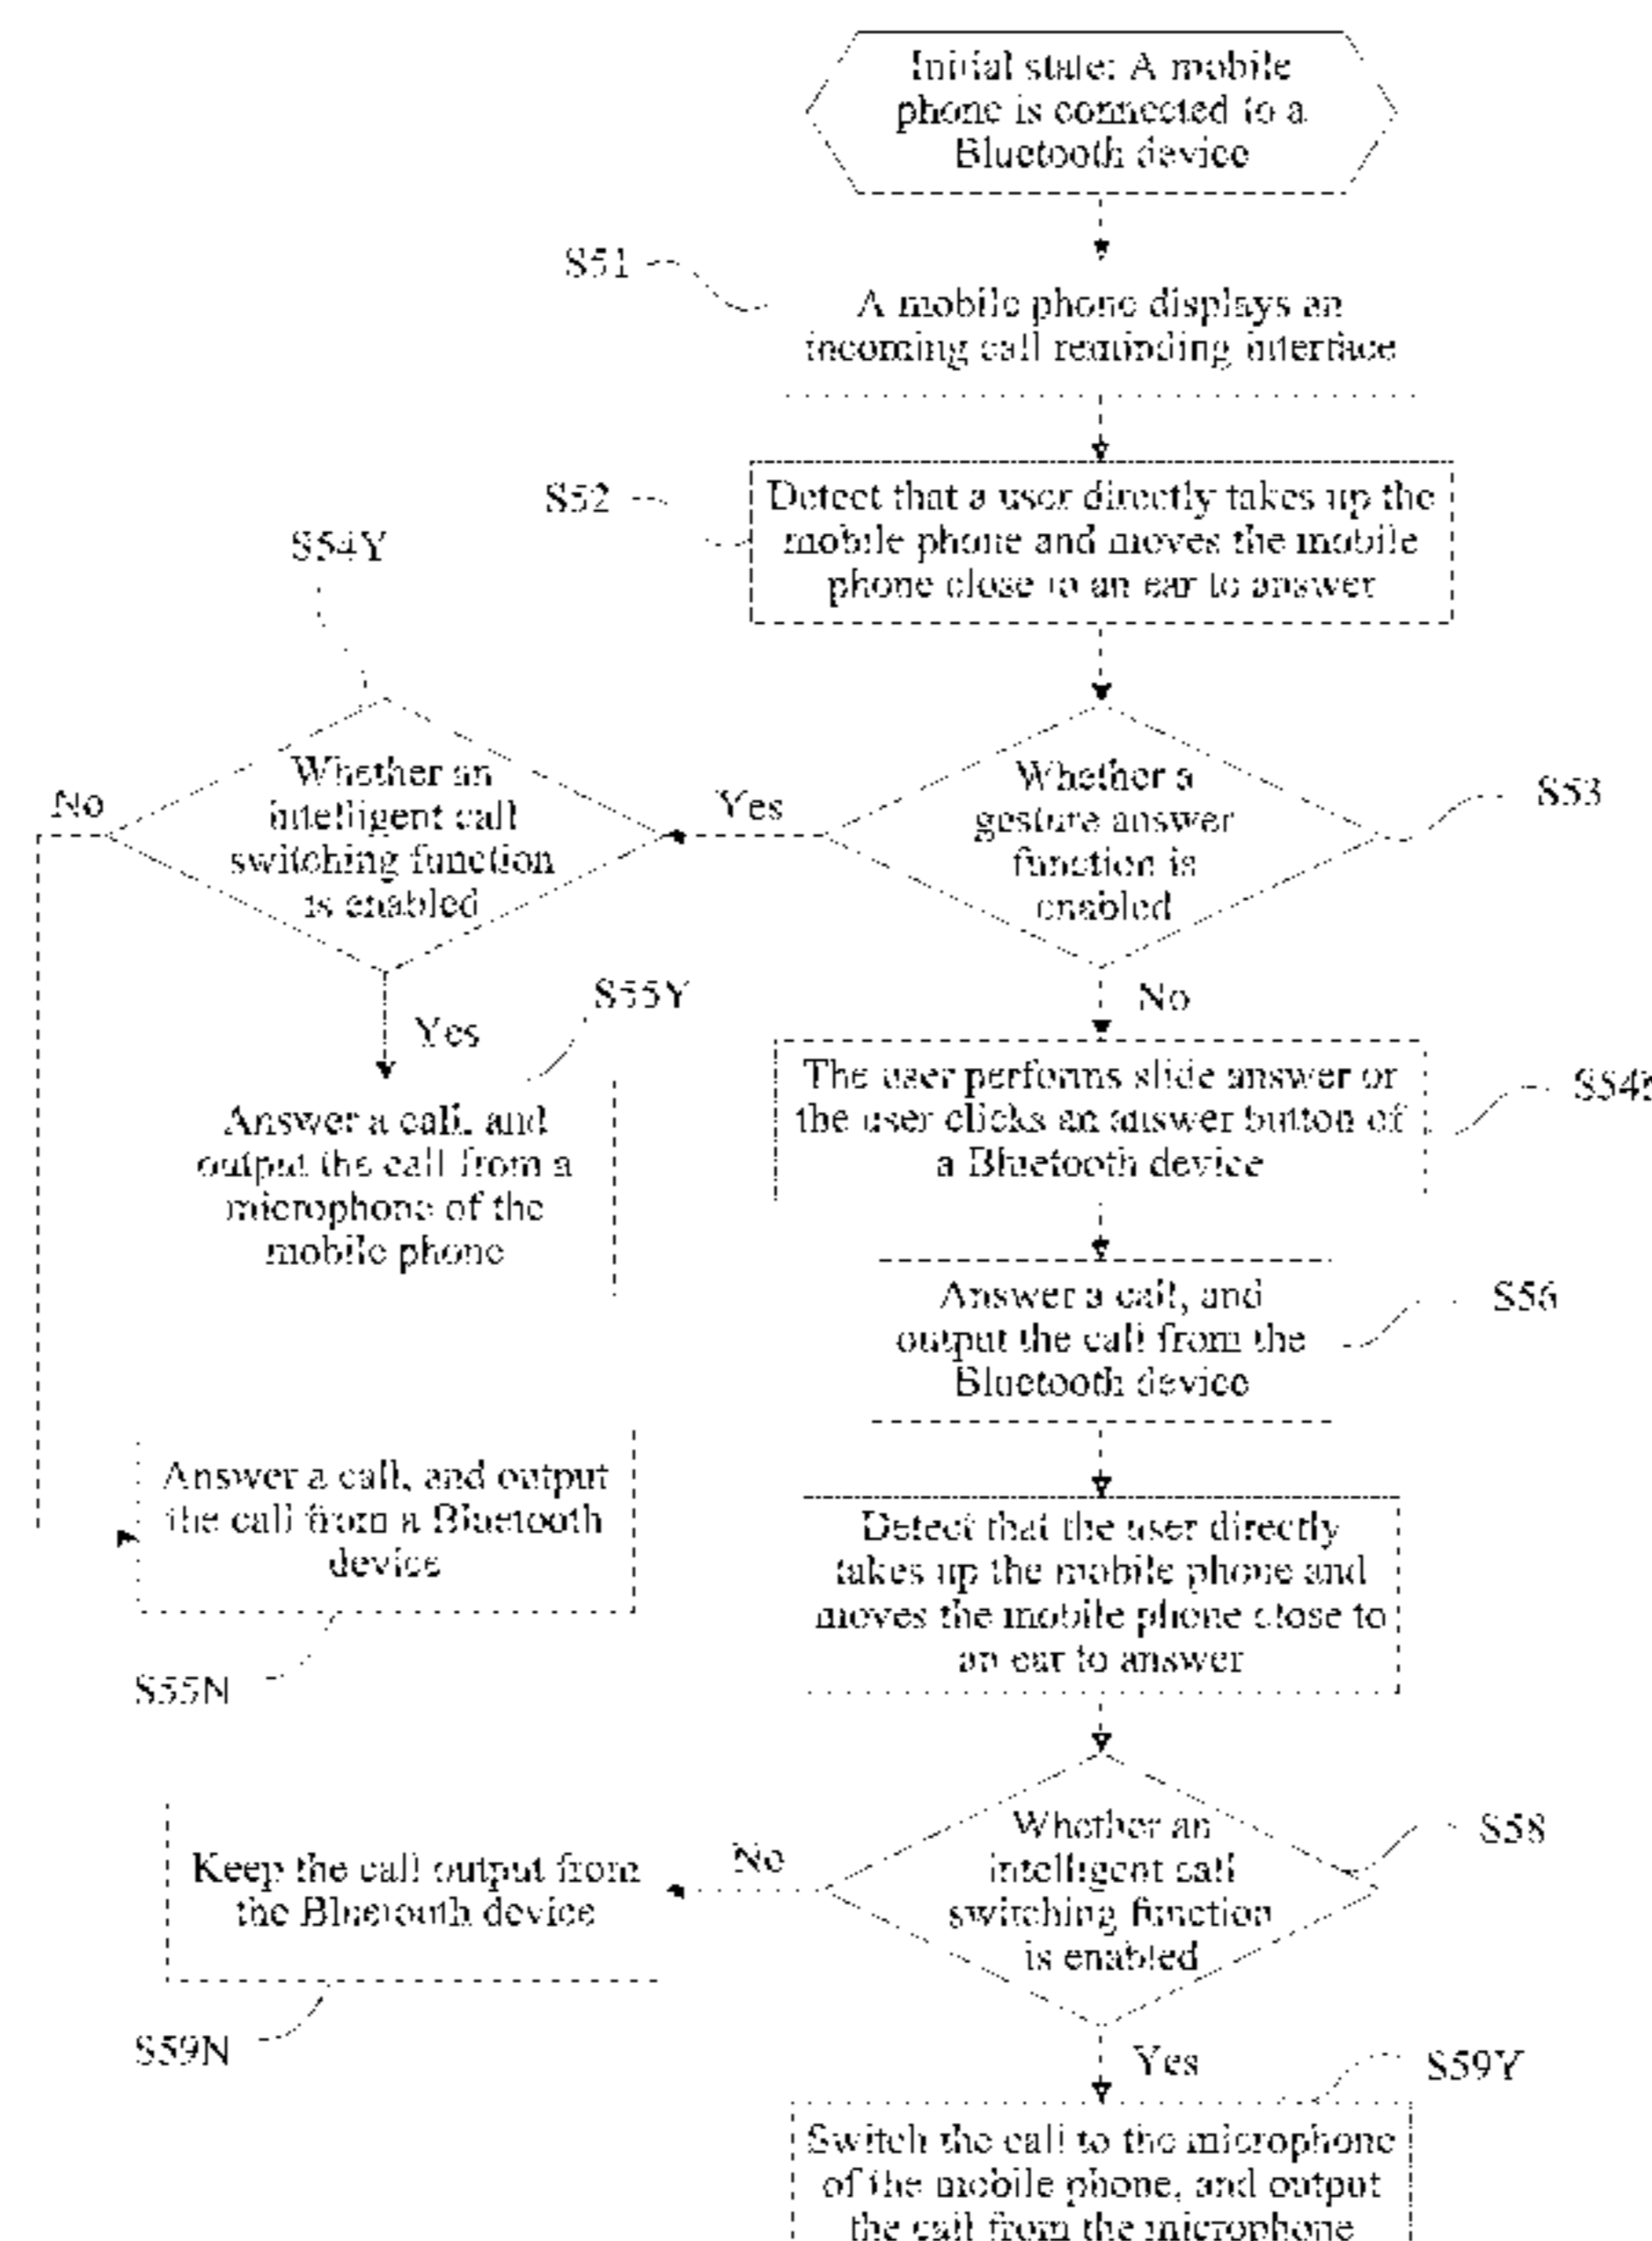 Initial state: A mobile
phone is connected to a
Bluetooth device
S51
A mobile phone displays an
incoming call reminding interface
S52
Detect that a user directly takes up the
mobile phone and moves the mobile
phone close to an ear to answer
S54Y
Whether an
intelligent call
switching function
is enabled
No
Yes
Whether a
gesture answer
function is
enabled
S53
Yes
No
S55Y
Answer a call, and
output the call from a
microphone of the
mobile phone
The user performs slide answer or
the user clicks an answer button of
a Bluetooth device
Answer a call, and
output the call from the
Bluetooth device
S56
Answer a call, and output
the call from a Bluetooth
device
S55N
Detect that the user directly
takes up the mobile phone and
moves the mobile phone close to
an ear to answer
Whether an
intelligent call
switching function
is enabled
S58
No
Keep the call output from
the Bluetooth device
S59N
Yes
S59Y
Switch the call to the microphone
of the mobile phone, and output
the call from the microphone